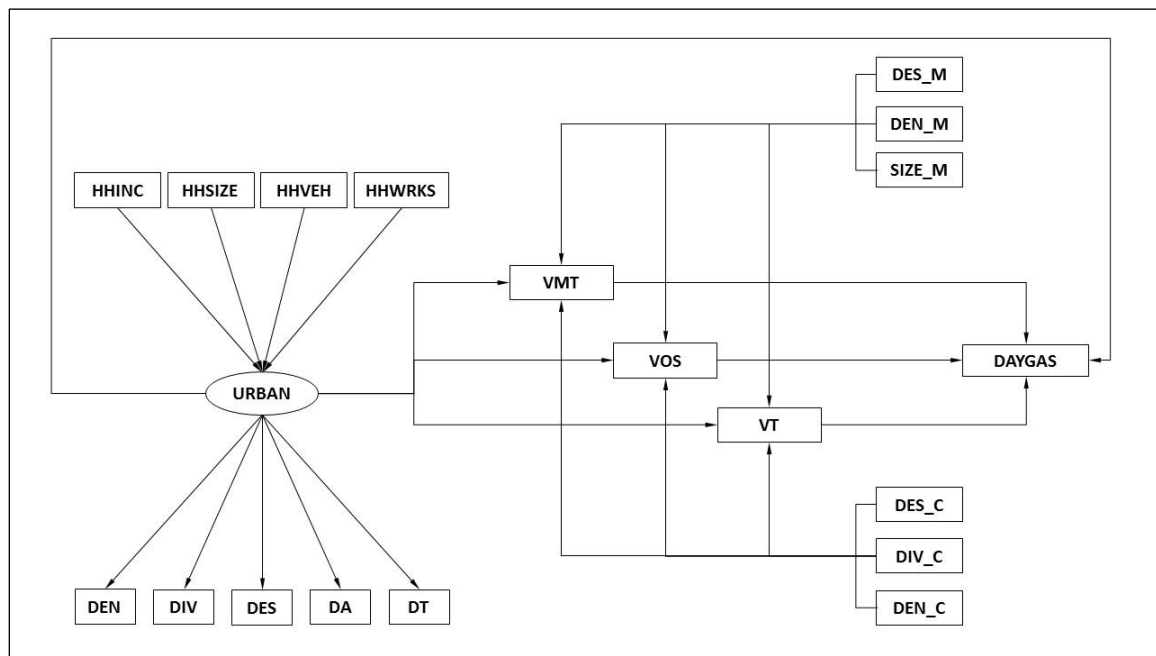 DES_M
DEN_M
SIZE_M
HHINC HHSIZE HHVEH HHWRKS
VMT
VOS
DAYGAS
URBAN
VT
DES_C
DIV_C
DEN_C
DEN DIV DES DA DT